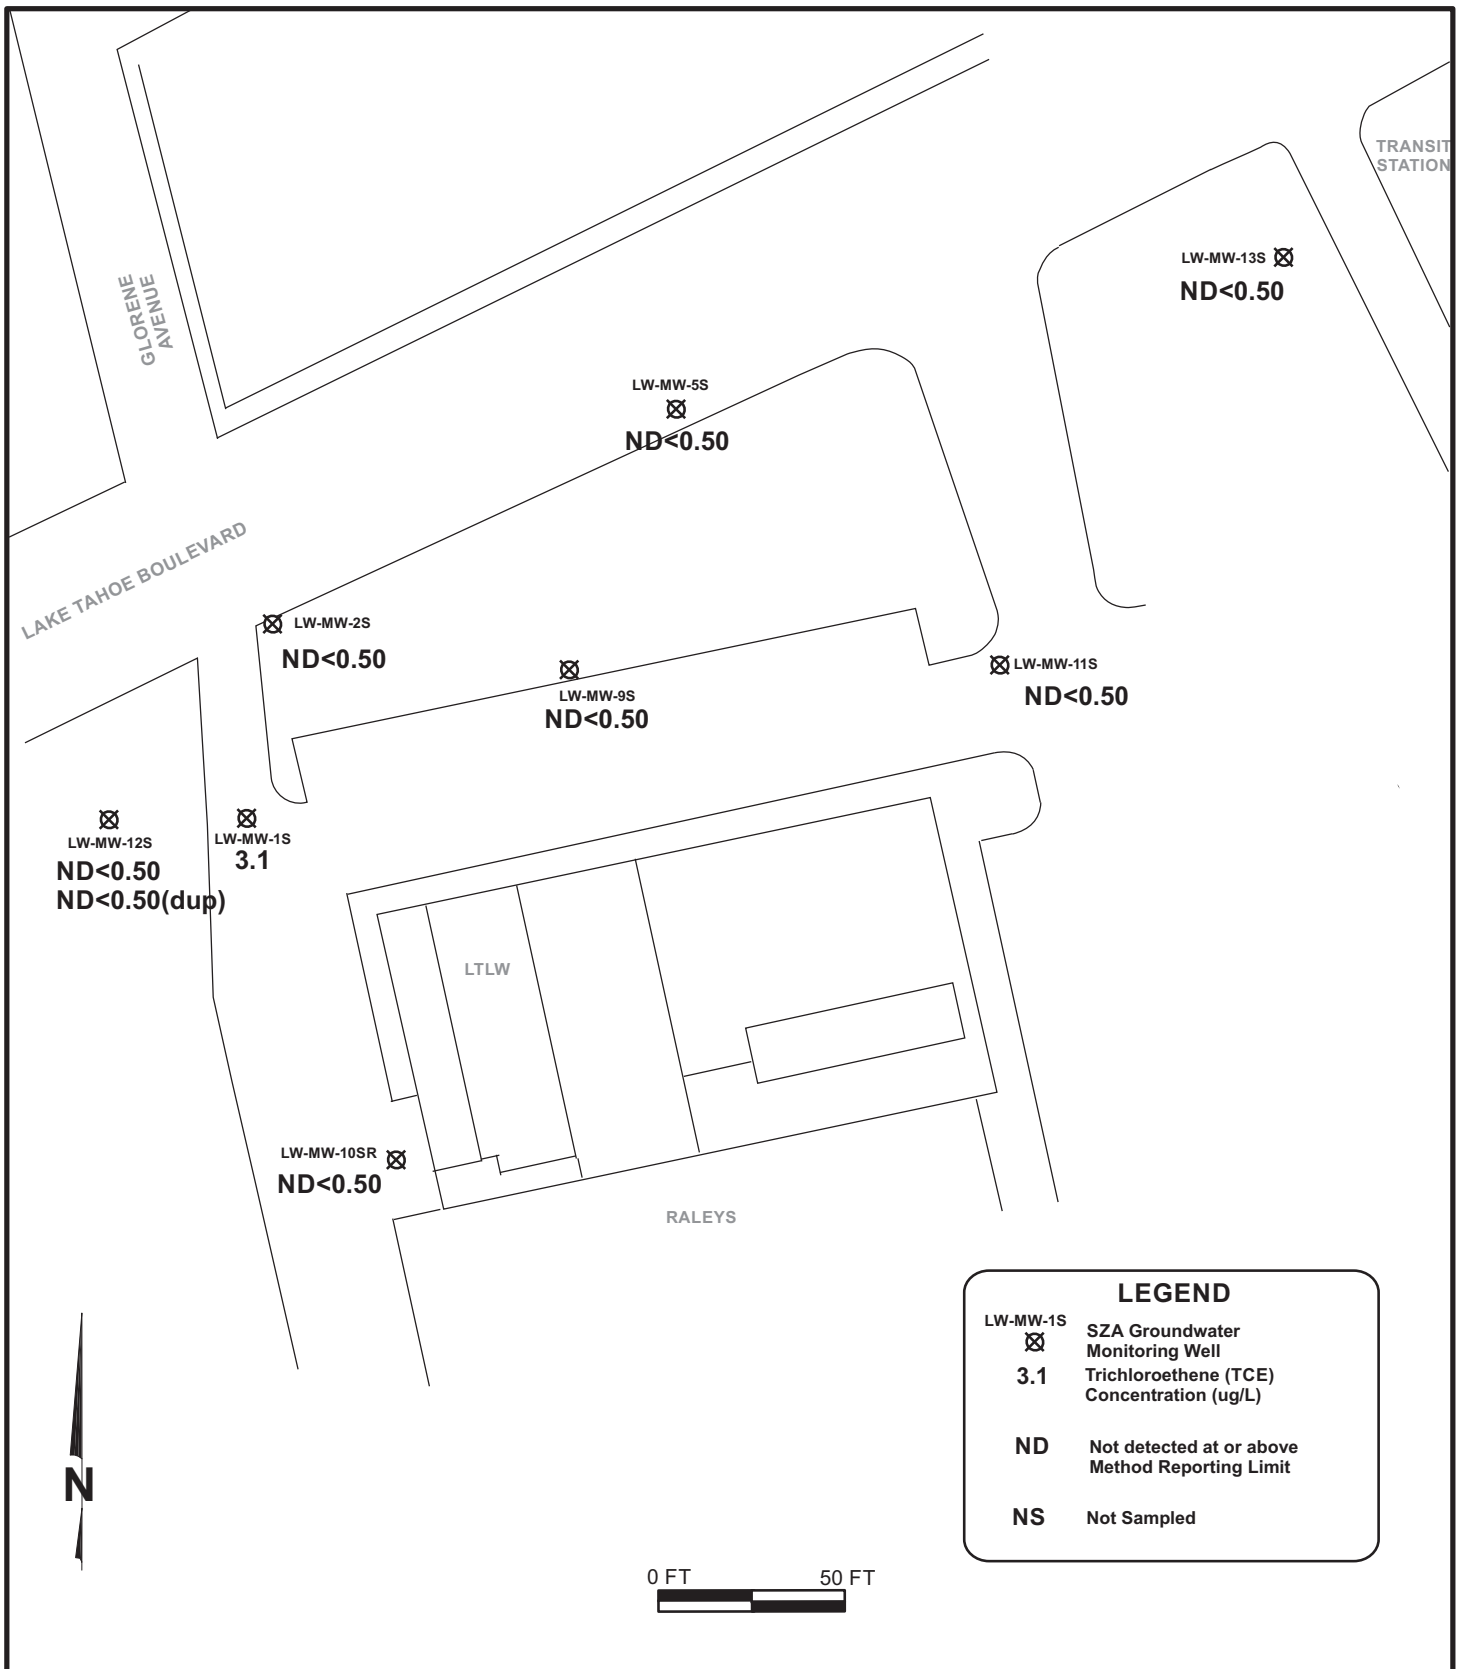 TRANSIT
STATION
LW-MW-13S
ND<0.50
GLORENE
AVENUE
LW-MW-5S
ND<0.50
LAKE TAHOE BOULEVARD
LW-MW-2S
ND<0.50
LW-MW-9S
ND<0.50
LW-MW-11S
ND<0.50
LW-MW-12S
ND<0.50
ND<0.50(dup)
LW-MW-1S
3.1
LTLW
LW-MW-10SR
ND<0.50
RALEYS
LEGEND
LW-MW-1S
SZA Groundwater
Monitoring Well
3.1 Trichloroethene (TCE)
Concentration (ug/L)
ND Not detected at or above
Method Reporting Limit
NS Not Sampled
N
0 FT 50 FT